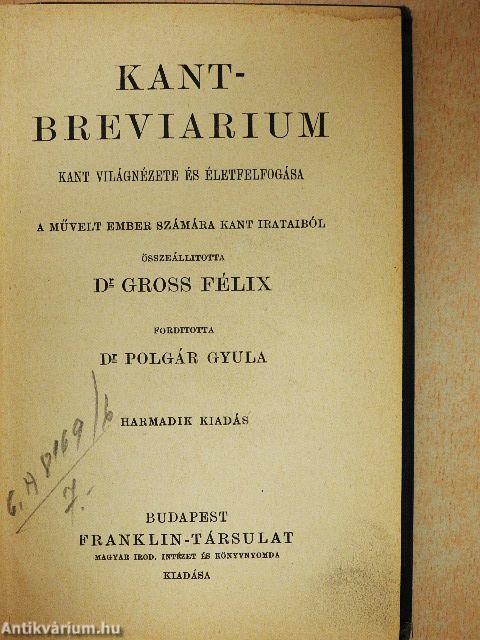 KANT-
BREVIARIUM
KANT VILÁGNÉZETE ÉS ÉLETFELFOGÁSA
A MŰVELT EMBER SZÁMÁRA KANT IRATAIBÓL
ÖSSZEÁLLITOTTA
Dr GROSS FÉLIX
FORDITOTTA
Dr POLGÁR GYULA
HARMADIK KIADÁS
BUDAPEST
FRANKLIN-TÁRSULAT
MAGYAR IROD. INTÉZET ÉS KÖNYVNYOMDA
KIADÁSA
Antikvárium.hu